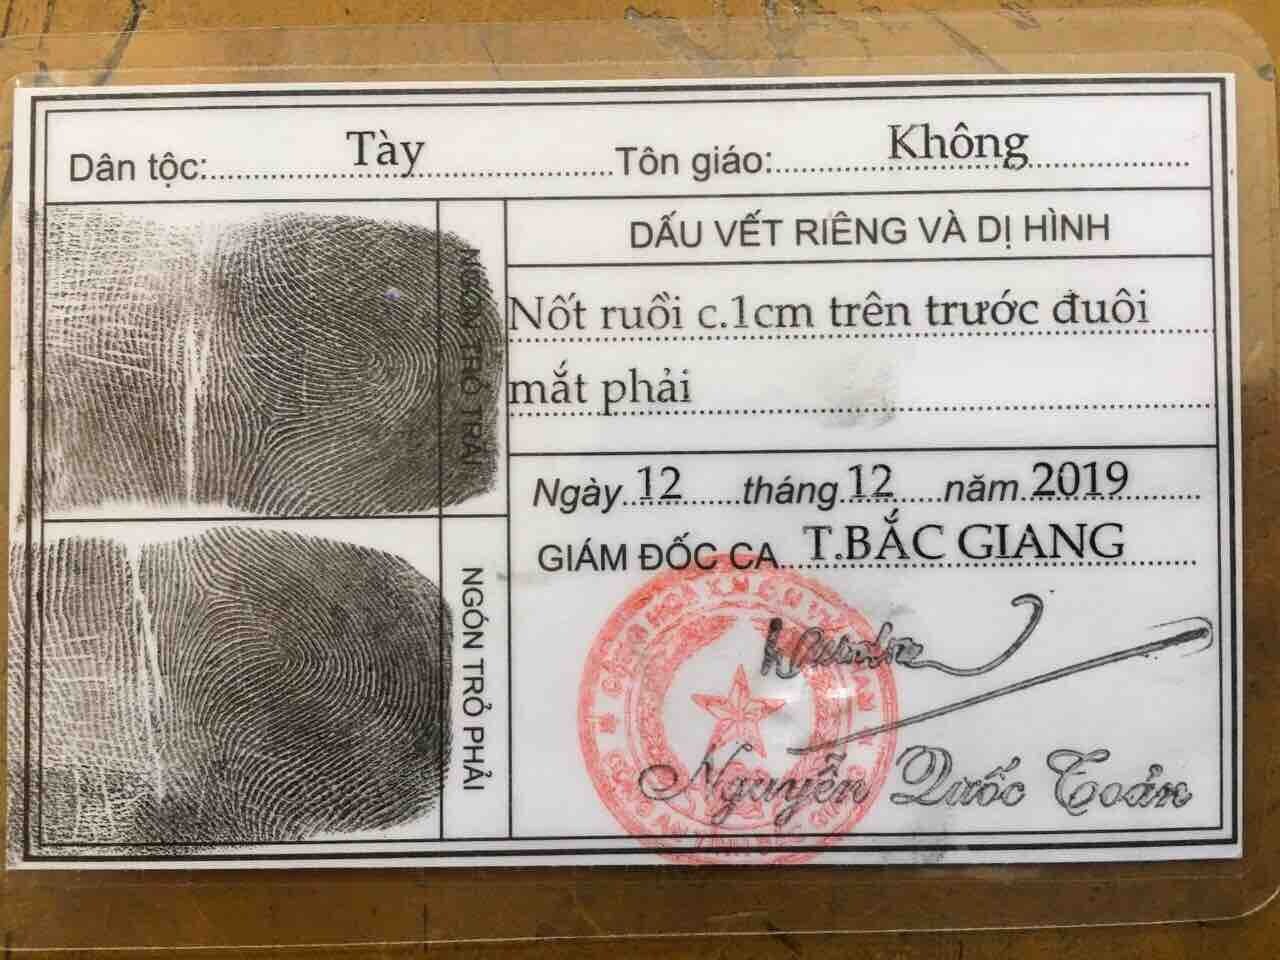 Dân tộc: Tày Tôn giáo: Không
DẤU VẾT RIÊNG VÀ DỊ HÌNH
NGÓN TRỎ TRÁI
Nốt ruồi c.1cm trên trước đuôi
mắt phải
Ngày 12 tháng 12 năm 2019
GIÁM ĐỐC CA T.BẮC GIANG
NGÓN TRỎ PHẢI
Nguyễn Quốc Toản